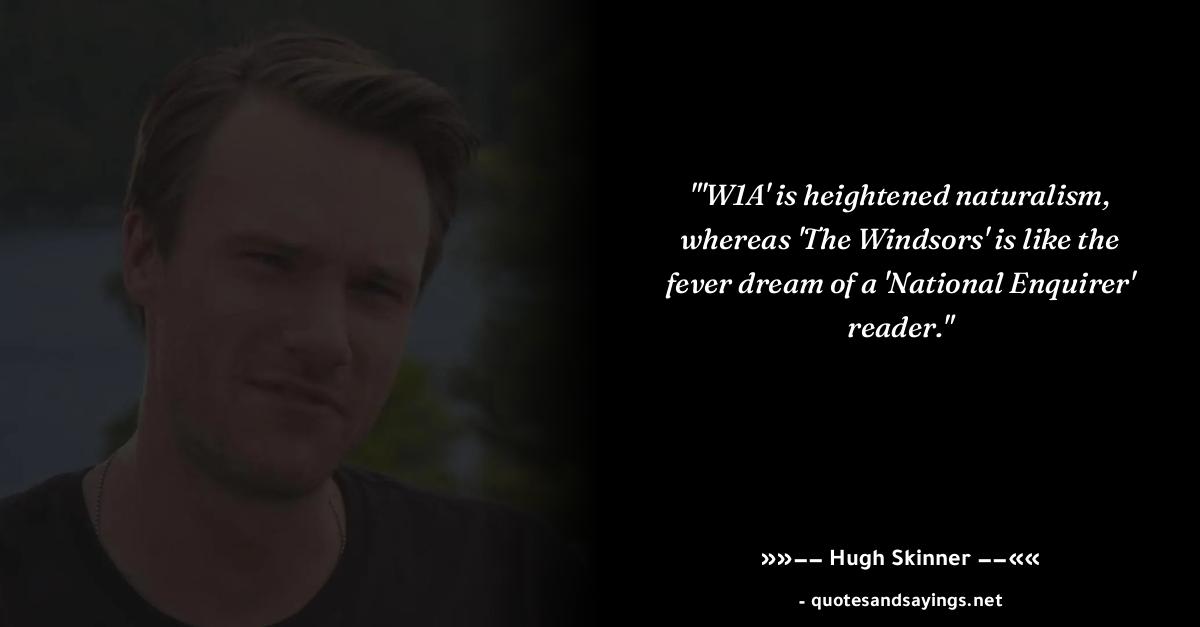 "'W1A' is heightened naturalism,
whereas 'The Windsors' is like the
fever dream of a 'National Enquirer'
reader."
»»−− Hugh Skinner −−««
- quotesandsayings.net